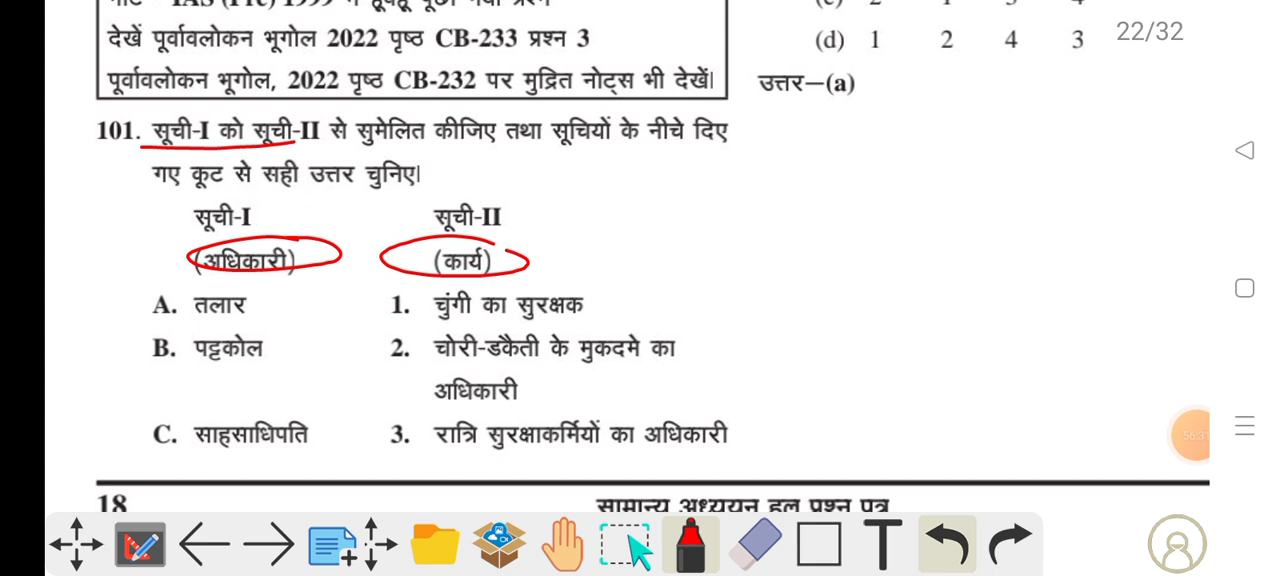 देखें पूर्वावलोकन भूगोल 2022 पृष्ठ CB-233 प्रश्न 3
पूर्वावलोकन भूगोल, 2022 पृष्ठ CB-232 पर मुद्रित नोट्स भी देखें।
(d) 1 2 4 3
22/32
उत्तर–(a)
101. सूची-I को सूची-II से सुमेलित कीजिए तथा सूचियों के नीचे दिए
गए कूट से सही उत्तर चुनिए।
सूची-I सूची-II
(अधिकारी) (कार्य)
A. तलार 1. चुंगी का सुरक्षक
B. पट्टकोल 2. चोरी-डकैती के मुकदमे का
अधिकारी
C. साहसाधिपति 3. रात्रि सुरक्षाकर्मियों का अधिकारी
18 सामान्य अध्ययन हल प्रश्न पत्र
T